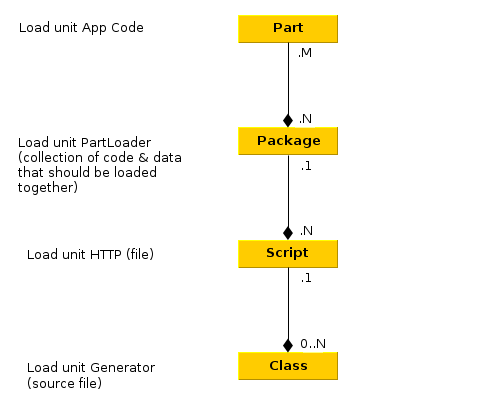 Load unit App Code
Part
.M
.N
Load unit PartLoader
(collection of code & data
that should be loaded
together)
Package
.1
.N
Load unit HTTP (file)
Script
.1
0..N
Load unit Generator
(source file)
Class